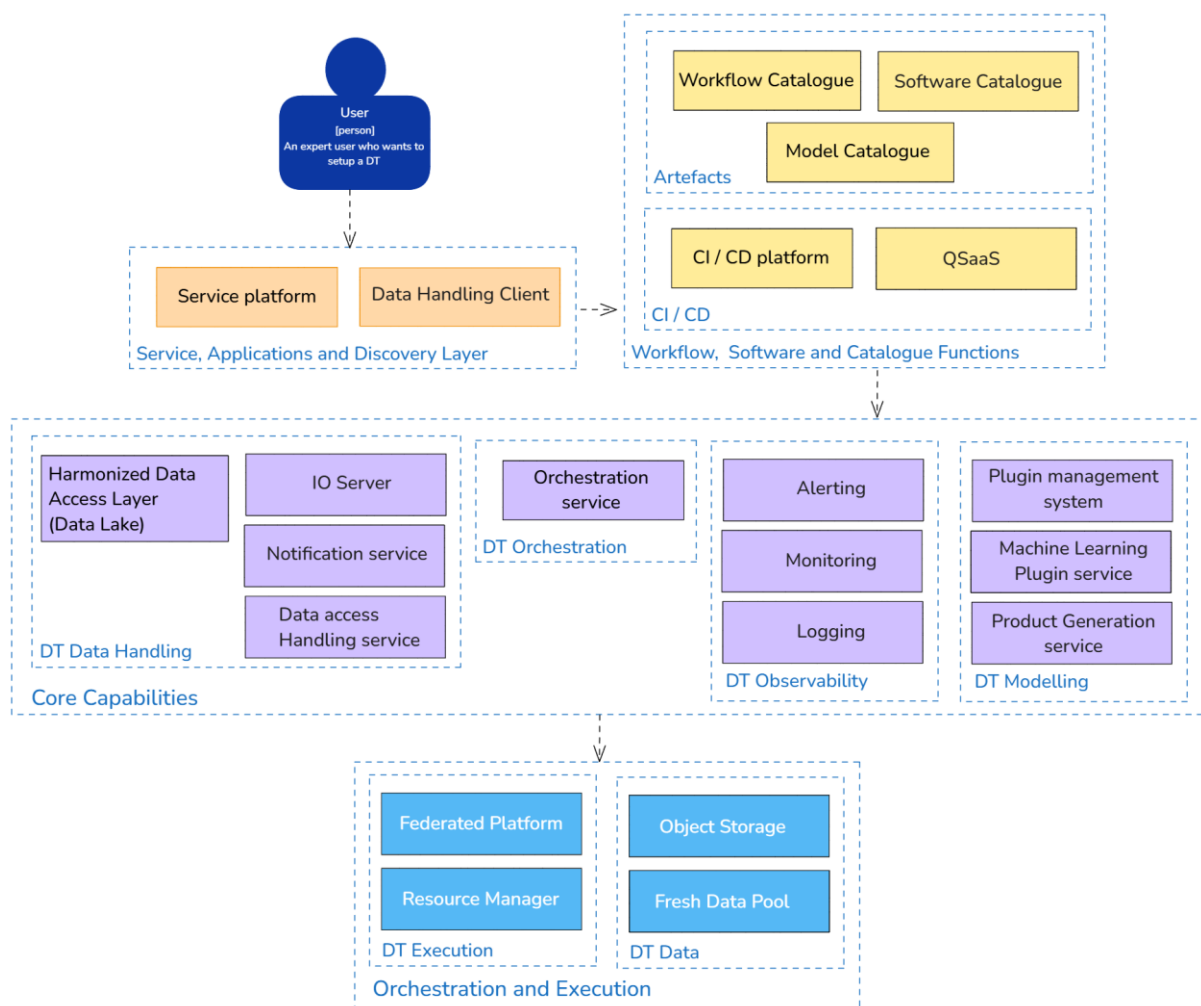 User
[person]
An expert user who wants to
setup a DT
Service platform
Data Handling Client
Service, Applications and Discovery Layer
Workflow Catalogue
Software Catalogue
Model Catalogue
Artefacts
CI / CD platform
QSaaS
CI / CD
Workflow, Software and Catalogue Functions
Harmonized Data
Access Layer
(Data Lake)
IO Server
Notification service
Data access
Handling service
DT Data Handling
Orchestration
service
DT Orchestration
Alerting
Monitoring
Logging
DT Observability
Plugin management
system
Machine Learning
Plugin service
Product Generation
service
DT Modelling
Core Capabilities
Federated Platform
Resource Manager
DT Execution
Object Storage
Fresh Data Pool
DT Data
Orchestration and Execution